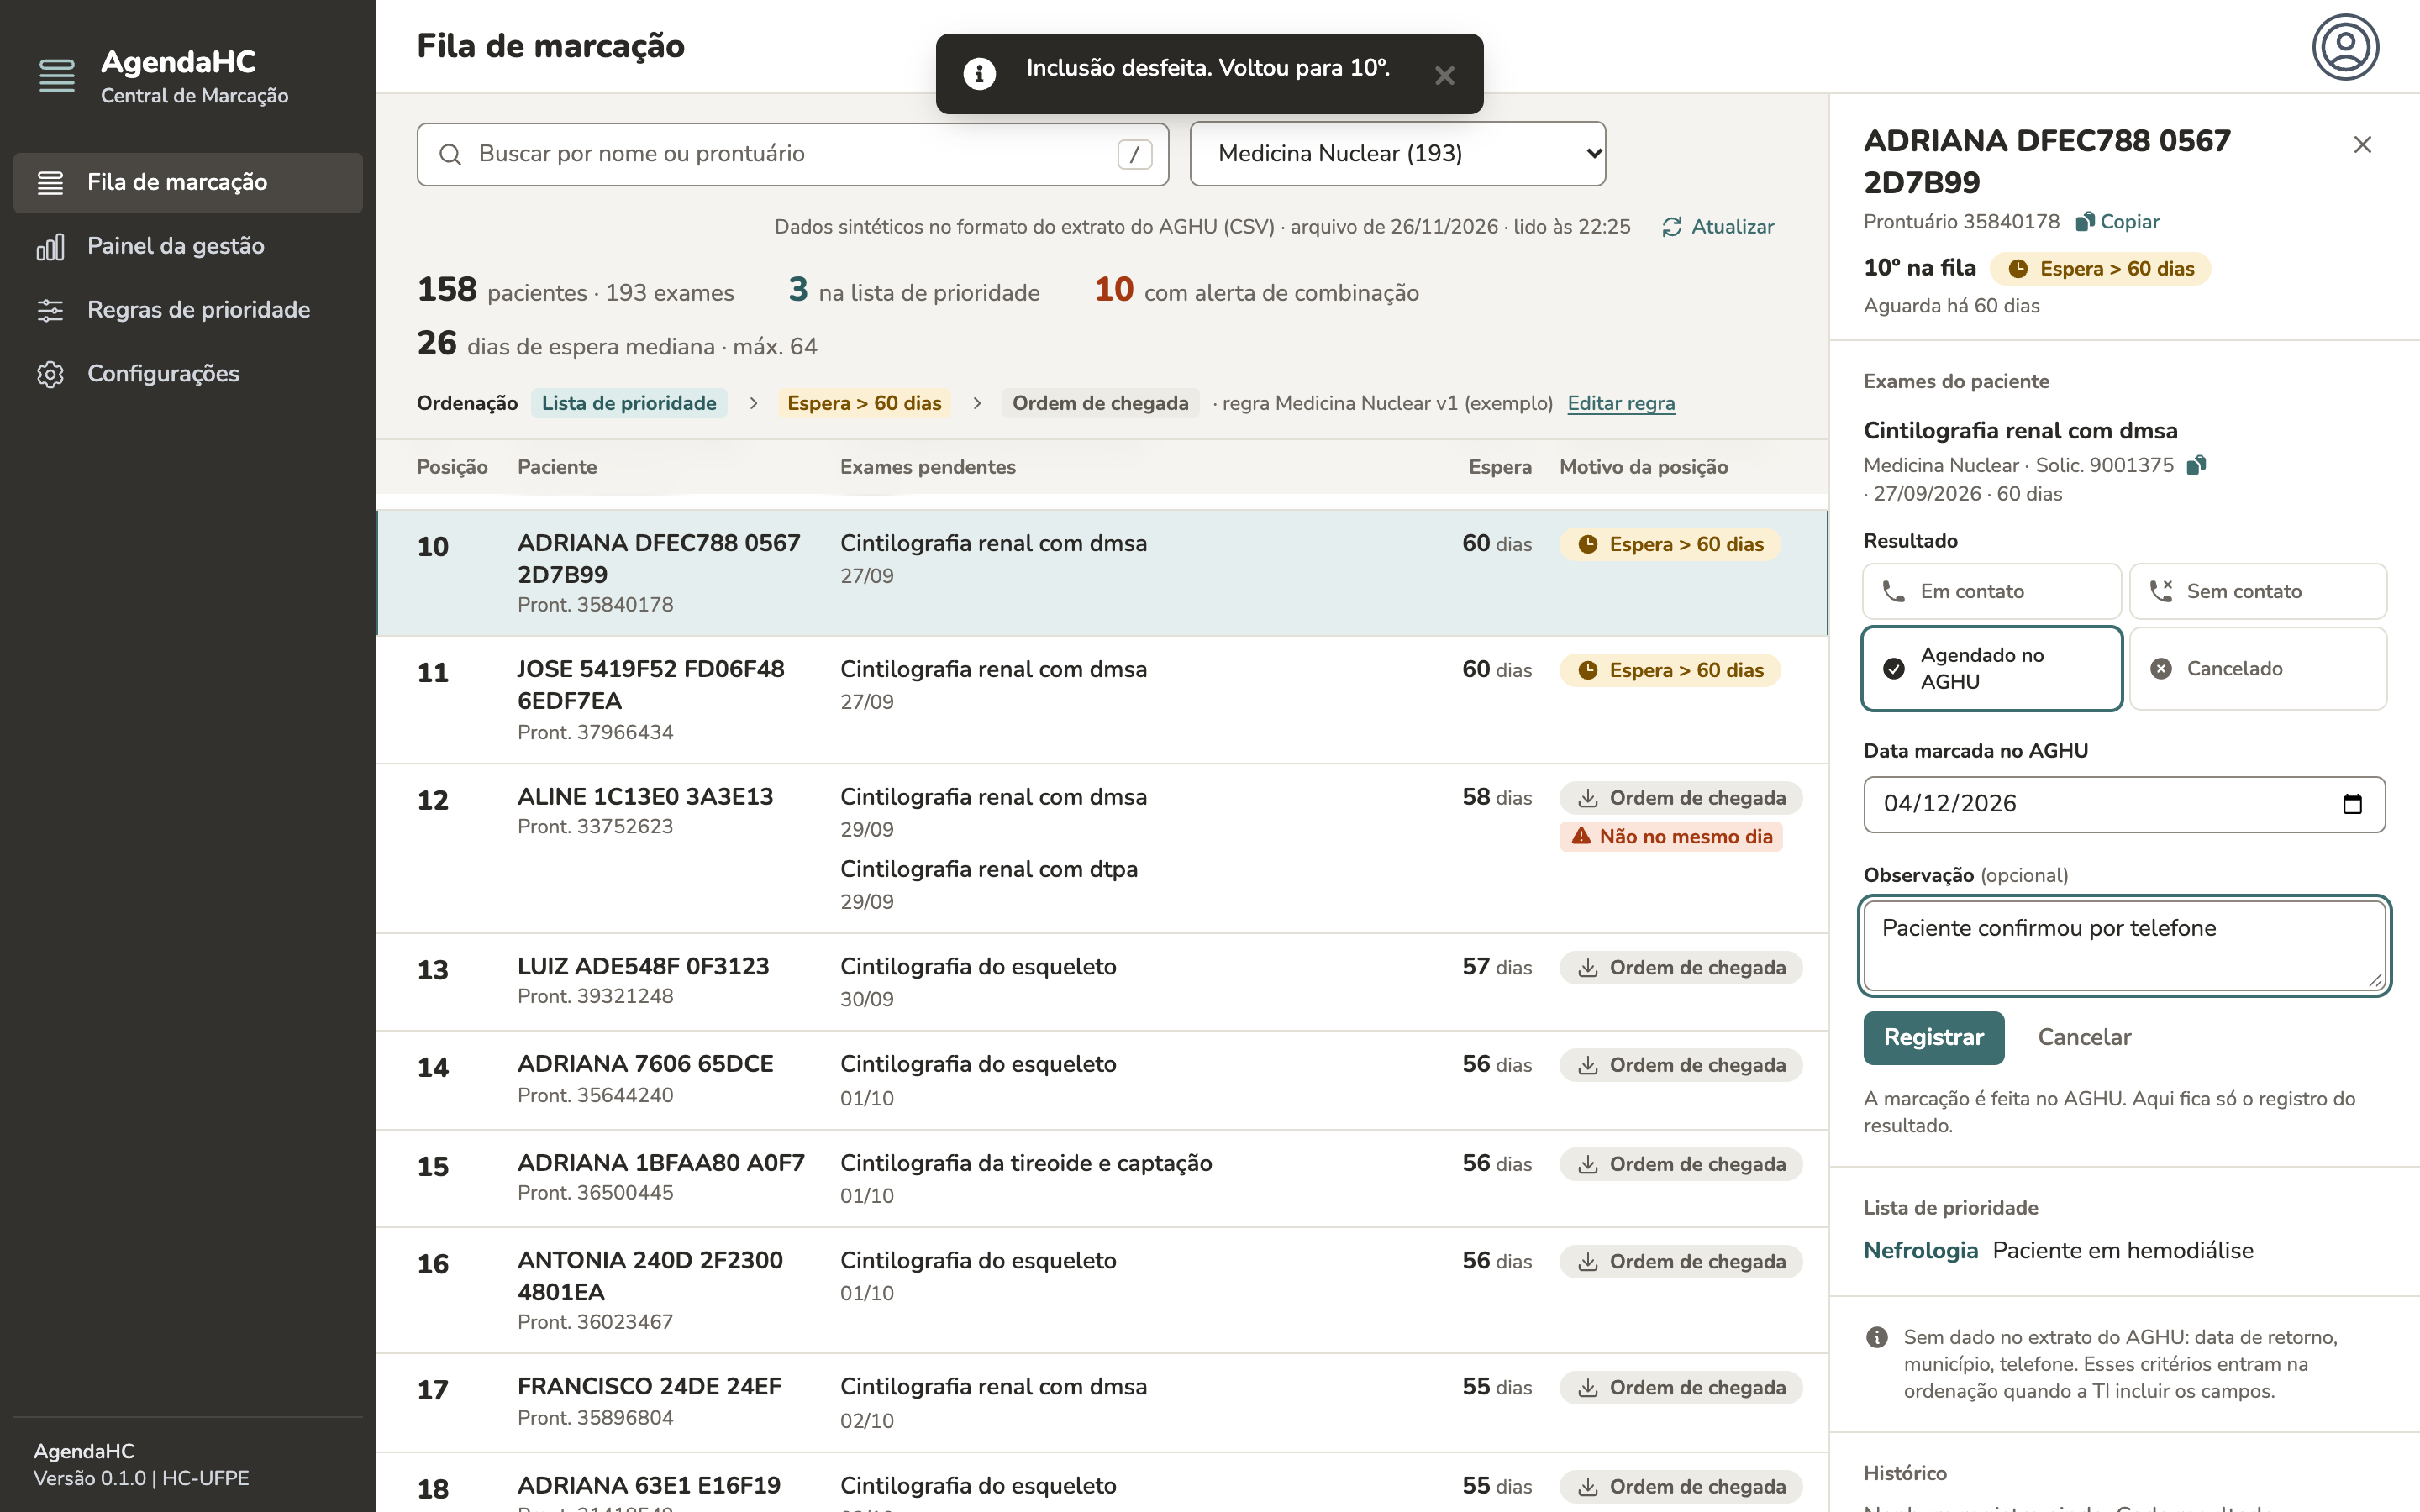 AgendaHC
Central de Marcação
Fila de marcação
Painel da gestão
Regras de prioridade
Configurações
AgendaHC
Versão 0.1.0 | HC-UFPE
Fila de marcação
Inclusão desfeita. Voltou para 10º.
Buscar por nome ou prontuário
/
Medicina Nuclear (193)
Dados sintéticos no formato do extrato do AGHU (CSV) · arquivo de 26/11/2026 · lido às 22:25
Atualizar
158 pacientes · 193 exames
3 na lista de prioridade
10 com alerta de combinação
26 dias de espera mediana · máx. 64
Ordenação Lista de prioridade > Espera > 60 dias > Ordem de chegada · regra Medicina Nuclear v1 (exemplo) Editar regra
Posição Paciente Exames pendentes Espera Motivo da posição
10 ADRIANA DFEC788 0567 Cintilografia renal com dmsa 60 dias Espera > 60 dias
2D7B99 27/09
Pront. 35840178
11 JOSE 5419F52 FD06F48 Cintilografia renal com dmsa 60 dias Espera > 60 dias
6EDF7EA 27/09
Pront. 37966434
12 ALINE 1C13E0 3A3E13 Cintilografia renal com dmsa 58 dias Ordem de chegada
Pront. 33752623 29/09 Não no mesmo dia
Cintilografia renal com dtpa
29/09
13 LUIZ ADE548F 0F3123 Cintilografia do esqueleto 57 dias Ordem de chegada
Pront. 39321248 30/09
14 ADRIANA 7606 65DCE Cintilografia do esqueleto 56 dias Ordem de chegada
Pront. 35644240 01/10
15 ADRIANA 1BFAA80 A0F7 Cintilografia da tireoide e captação 56 dias Ordem de chegada
Pront. 36500445 01/10
16 ANTONIA 240D 2F2300 Cintilografia do esqueleto 56 dias Ordem de chegada
4801EA 01/10
Pront. 36023467
17 FRANCISCO 24DE 24EF Cintilografia renal com dmsa 55 dias Ordem de chegada
Pront. 35896804 02/10
18 ADRIANA 63E1 E16F19 Cintilografia do esqueleto 55 dias Ordem de chegada
ADRIANA DFEC788 0567
2D7B99
Prontuário 35840178 Copiar
10º na fila Espera > 60 dias
Aguarda há 60 dias
Exames do paciente
Cintilografia renal com dmsa
Medicina Nuclear · Solic. 9001375
· 27/09/2026 · 60 dias
Resultado
Em contato
Sem contato
Agendado no
AGHU
Cancelado
Data marcada no AGHU
04/12/2026
Observação (opcional)
Paciente confirmou por telefone
Registrar Cancelar
A marcação é feita no AGHU. Aqui fica só o registro do
resultado.
Lista de prioridade
Nefrologia Paciente em hemodiálise
Sem dado no extrato do AGHU: data de retorno,
município, telefone. Esses critérios entram na
ordenação quando a TI incluir os campos.
Histórico